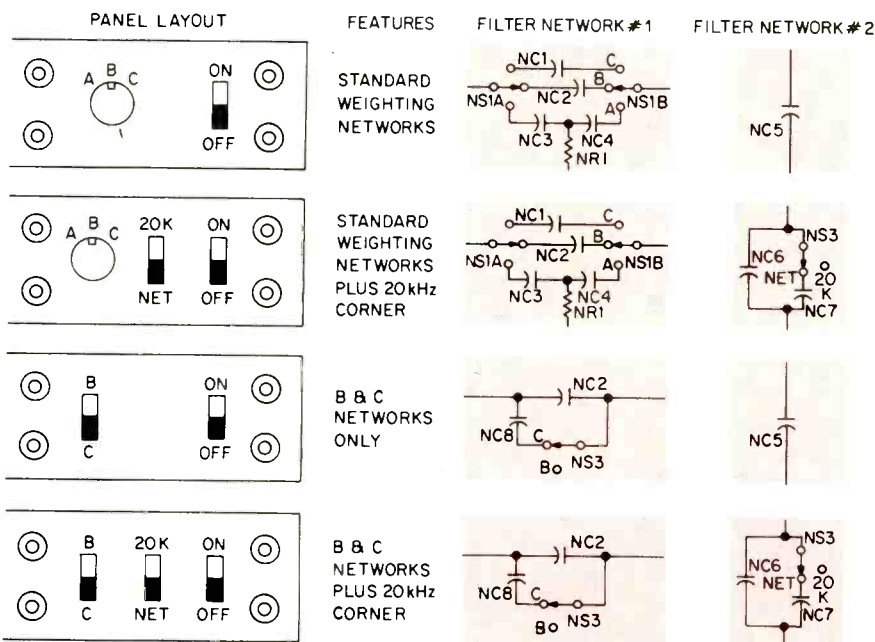 PANEL LAYOUT
FEATURES
FILTER NETWORK #1
FILTER NETWORK #2
A B C
ON
OFF
STANDARD
WEIGHTING
NETWORKS
NC1 C
NS1A NC2 B NS1B
A
NC3 NC4
NR1
NC5
A B C
20K ON
NET OFF
STANDARD
WEIGHTING
NETWORKS
PLUS 20kHz
CORNER
NC1 C
NS1A NC2 B NS1B
A
NC3 NC4
NR1
NS3
NC6
NET 20
K
NC7
B ON
C OFF
B & C
NETWORKS
ONLY
NC2
NC8 C
B NS3
NC5
B 20K ON
C NET OFF
B & C
NETWORKS
PLUS 20kHz
CORNER
NC2
NC8 C
B NS3
NS3
NC6
NET 20
K
NC7